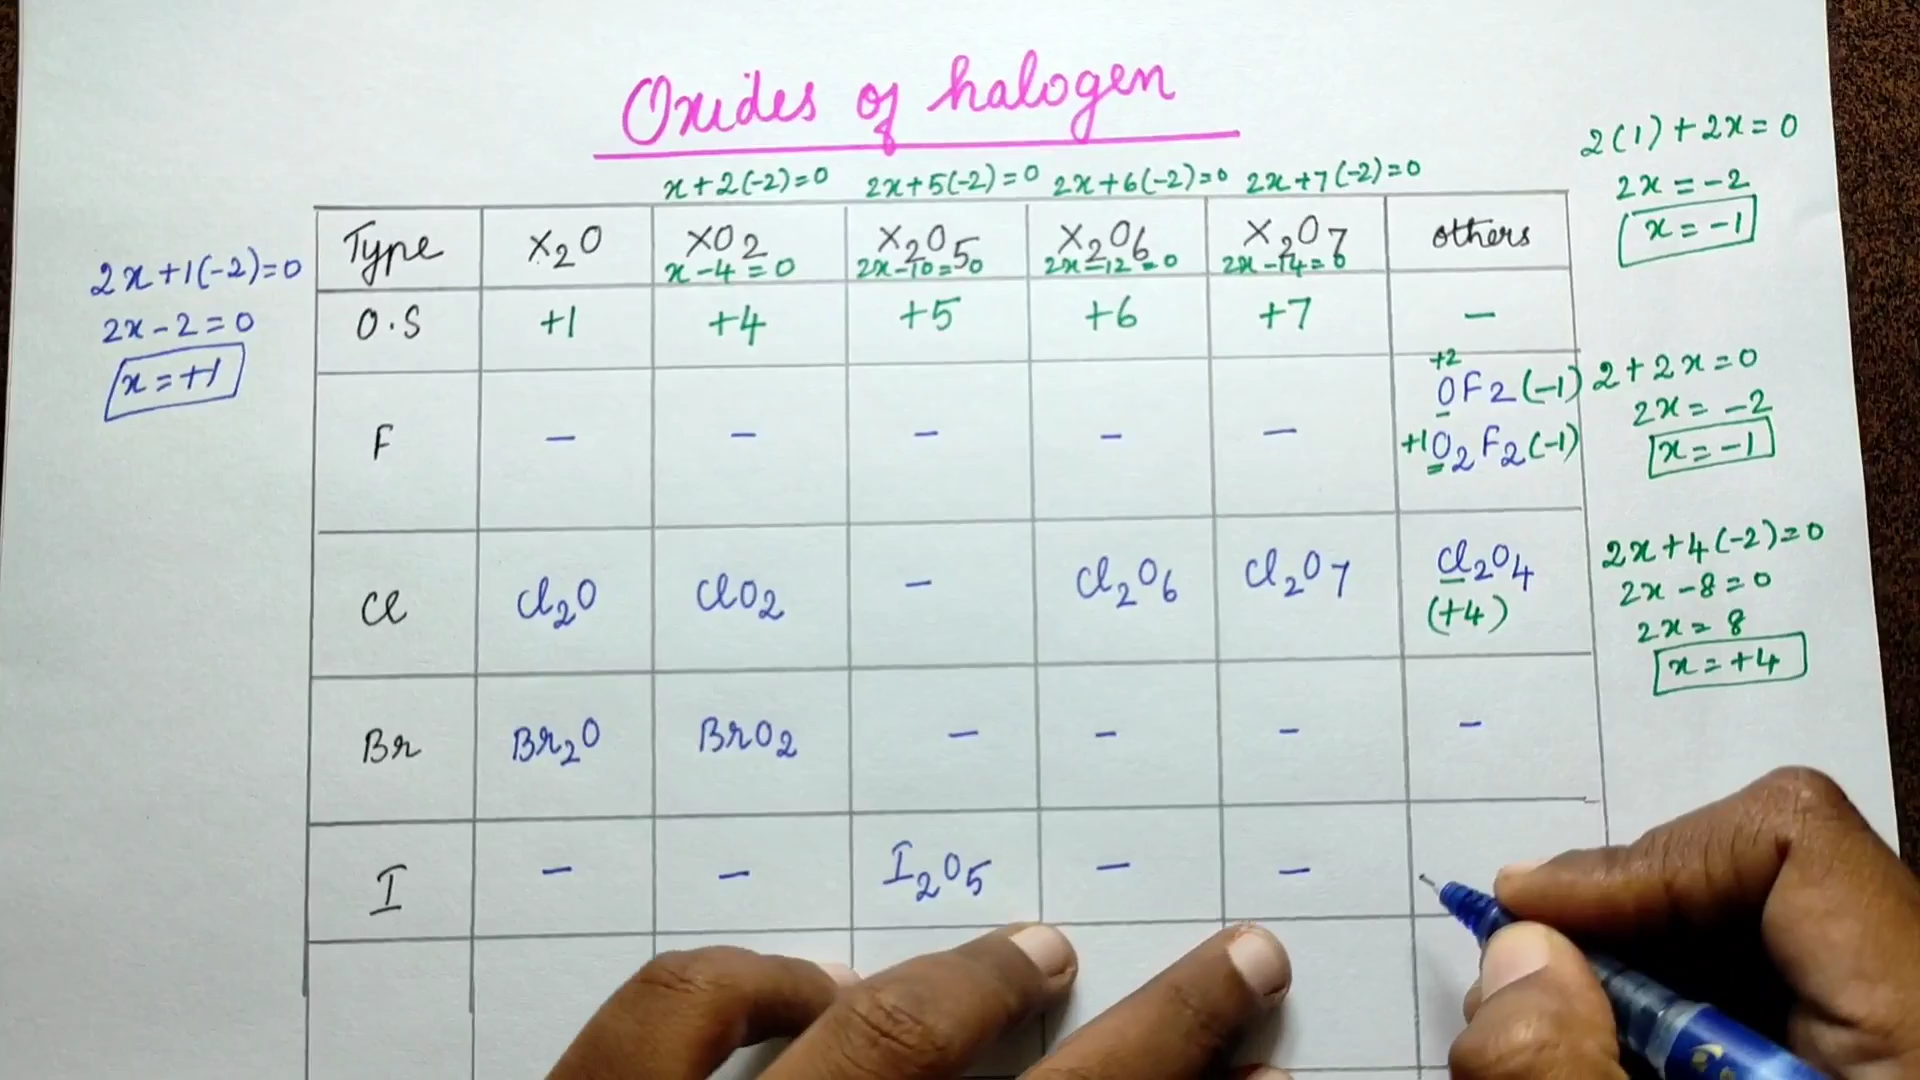 Oxides of halogen
x+2(-2)=0 2x+5(-2)=0 2x+6(-2)=0 2x+7(-2)=0
Type X₂O XO₂ X₂O₅ X₂O₆ X₂O₇ others
x-4=0 2x-10=0 2x-12=0 2x-14=0
O.S +1 +4 +5 +6 +7 -
F - - - - - +2
OF₂(-1)
+1O₂F₂(-1)
Cl Cl₂O ClO₂ - Cl₂O₆ Cl₂O₇ Cl₂O₄
(+4)
Br Br₂O BrO₂ - - - -
I - - I₂O₅ - -
2x+1(-2)=0
2x-2=0
x=+1
2(1)+2x=0
2x=-2
x=-1
2+2x=0
2x=-2
x=-1
2x+4(-2)=0
2x-8=0
2x=8
x=+4